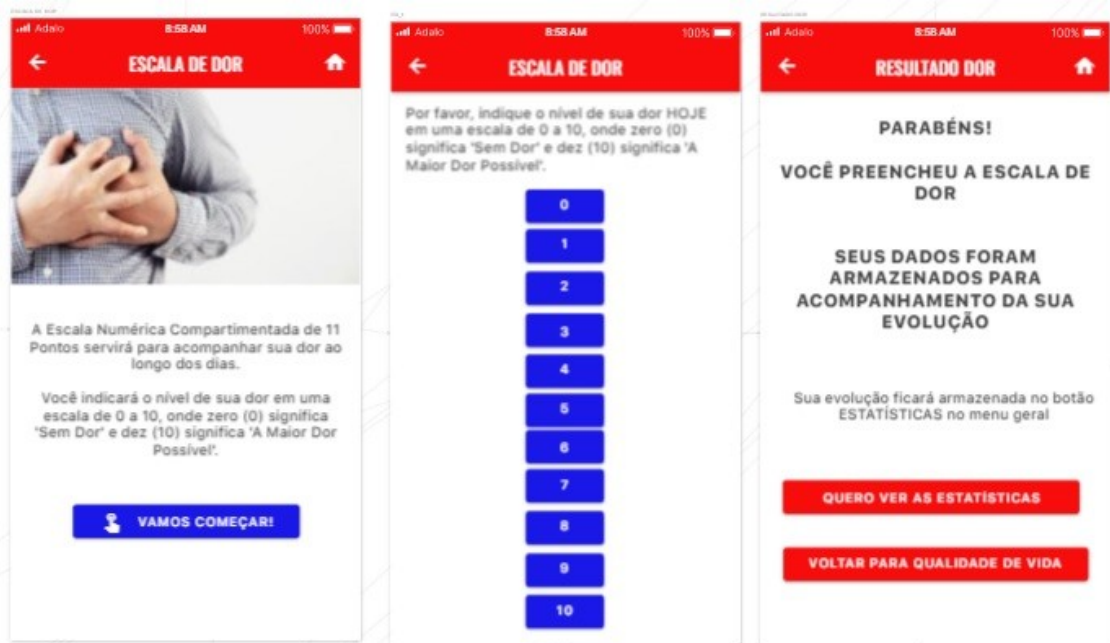 ESCALA DE DOR
Adalo 8:58 AM 100%
ESCALA DE DOR
A Escala Numérica Compartimentada de 11
Pontos servirá para acompanhar sua dor ao
longo dos dias.
Você indicará o nível de sua dor em uma
escala de 0 a 10, onde zero (0) significa
'Sem Dor' e dez (10) significa 'A Maior Dor
Possível'.
VAMOS COMEÇAR!
Adalo 8:58 AM 100%
ESCALA DE DOR
Por favor, indique o nível de sua dor HOJE
em uma escala de 0 a 10, onde zero (0)
significa 'Sem Dor' e dez (10) significa 'A
Maior Dor Possível'.
0
1
2
3
4
5
6
7
8
9
10
RESULTADO DOR
Adalo 8:58 AM 100%
RESULTADO DOR
PARABÉNS!
VOCÊ PREENCHEU A ESCALA DE
DOR
SEUS DADOS FORAM
ARMAZENADOS PARA
ACOMPANHAMENTO DA SUA
EVOLUÇÃO
Sua evolução ficará armazenada no botão
ESTATÍSTICAS no menu geral
QUERO VER AS ESTATÍSTICAS
VOLTAR PARA QUALIDADE DE VIDA